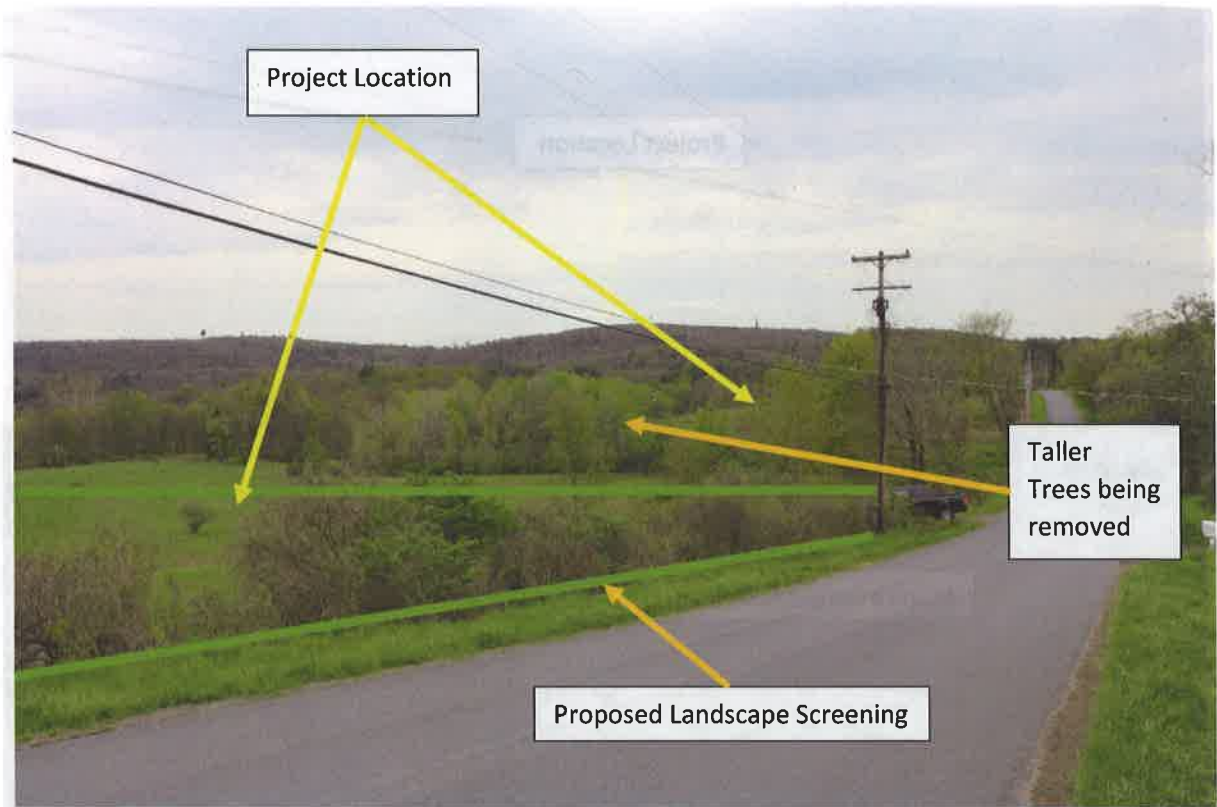 Project Location
Taller
Trees being
removed
Proposed Landscape Screening